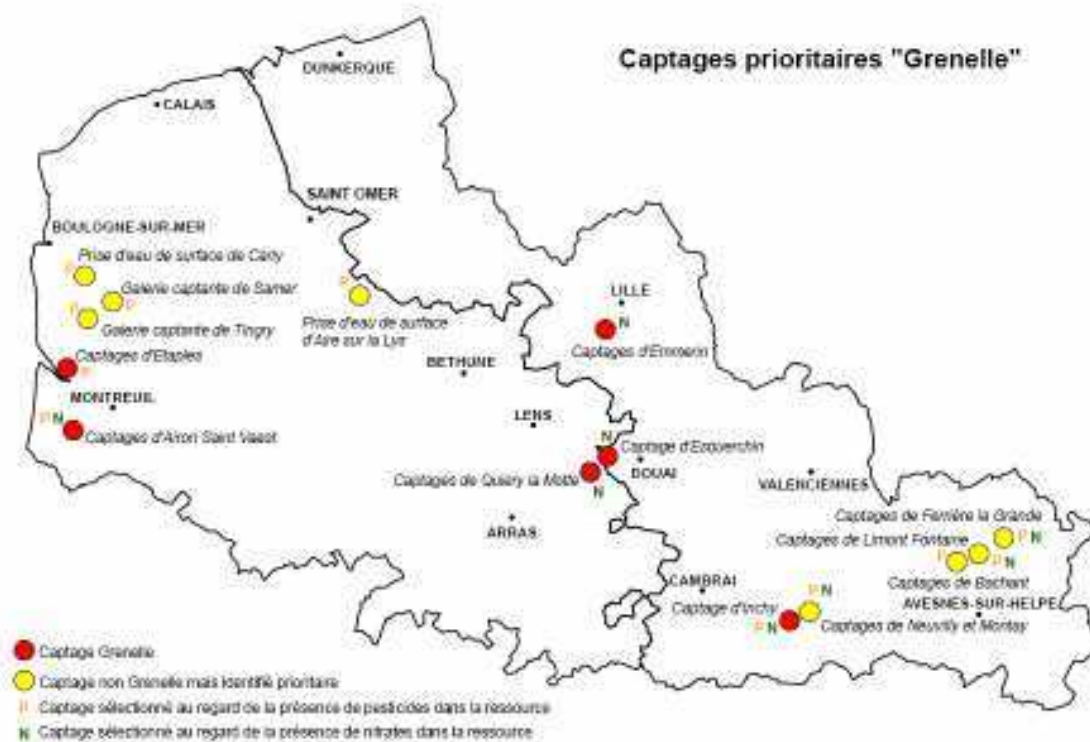 Captages prioritaires "Grenelle"
DUNKERQUE
CALAIS
SAINT OMER
BOULOGNE-SUR-MER
Prise d'eau de surface de Carly
P
Galerie captante de Samer
P
P
Galerie captante de Tingry
P
Prise d'eau de surface
d'Aire sur la Lys
LILLE
N
Captages d'Emmerin
Captages d'Etaples
P
BETHUNE
MONTREUIL
P N
Captages d'Airon Saint Vaast
LENS
N
Captage d'Esquerchin
DOUAI
Captages de Quiery la Motte
N
VALENCIENNES
ARRAS
Captages de Ferrière la Grande
P N
Captages de Limont Fontaine
P
P N
Captages de Bachant
CAMBRAI
P N
AVESNES-SUR-HELPE
Captage d'Inchy
P N
Captages de Neuvilly et Montay
Captage Grenelle
Captage non Grenelle mais identifié prioritaire
P Captage sélectionné au regard de la présence de pesticides dans la ressource
N Captage sélectionné au regard de la présence de nitrates dans la ressource